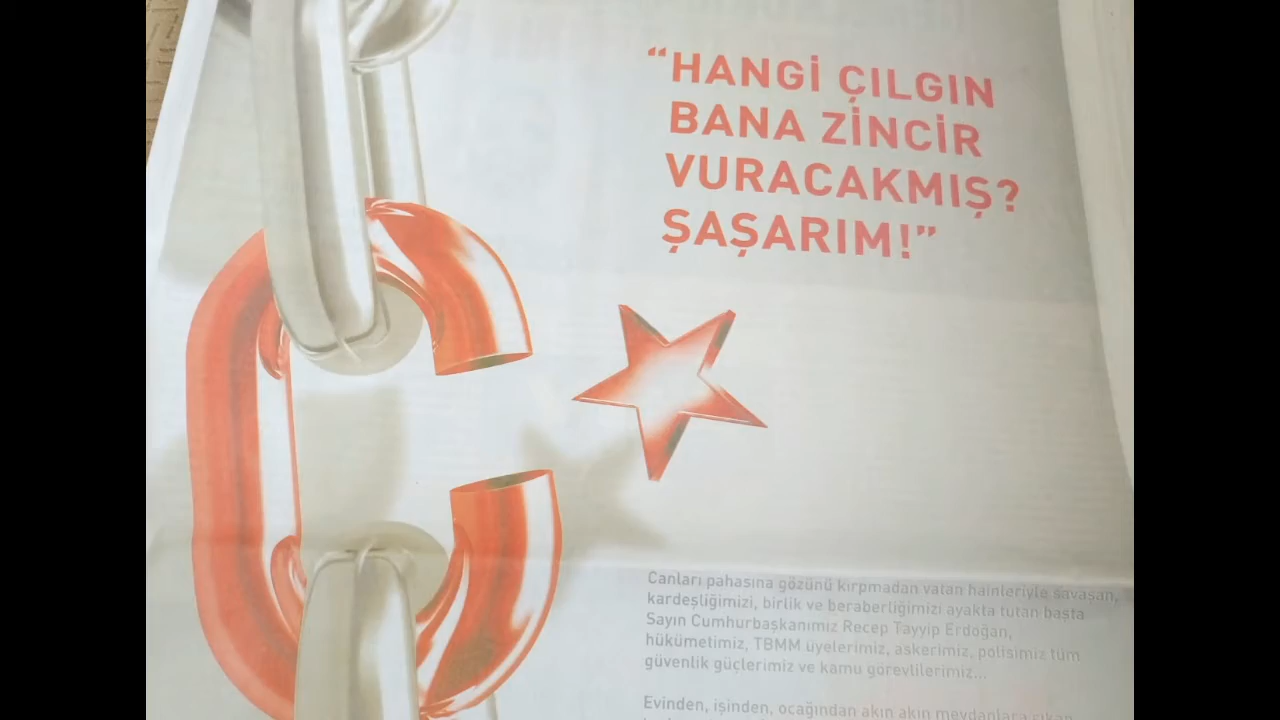 “HANGİ ÇILGIN
BANA ZİNCİR
VURACAKMIŞ?
ŞAŞARIM!”
Canları pahasına gözünü kırpmadan vatan hainleriyle savaşan,
kardeşliğimizi, birlik ve beraberliğimizi ayakta tutan başta
Sayın Cumhurbaşkanımız Recep Tayyip Erdoğan,
hükümetimiz, TBMM üyelerimiz, askerimiz, polisimiz tüm
güvenlik güçlerimiz ve kamu görevlilerimiz...
Evinden, işinden, ocağından akın akın meydanlara çıkan